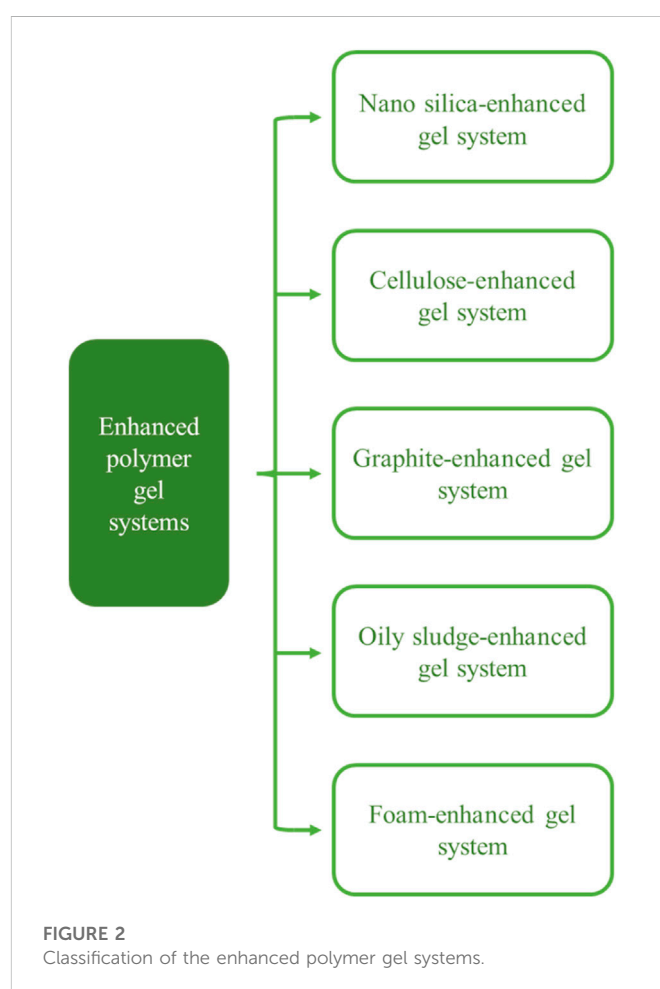 Nano silica-enhanced
gel system
Cellulose-enhanced
gel system
Enhanced
polymer
gel
systems
Graphite-enhanced gel
system
Oily sludge-enhanced
gel system
Foam-enhanced gel
system
FIGURE 2
Classification of the enhanced polymer gel systems.